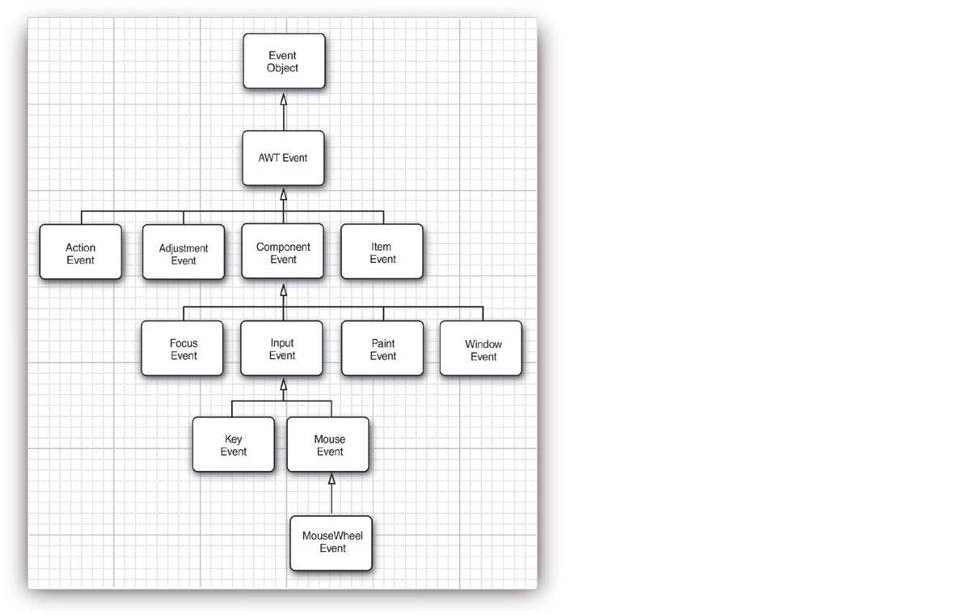 Event
Object
AWT Event
Action
Event
Adjustment
Event
Component
Event
Item
Event
Focus
Event
Input
Event
Paint
Event
Window
Event
Key
Event
Mouse
Event
MouseWheel
Event